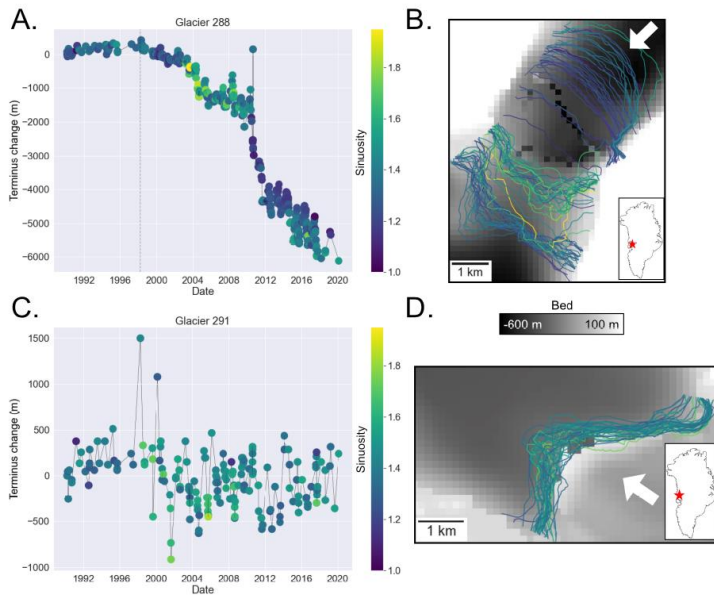 A.
Glacier 288
Terminus change (m)
0
−1000
−2000
−3000
−4000
−5000
−6000
1992
1996
2000
2004
2008
2012
2016
2020
Date
Sinuosity
1.8
1.6
1.4
1.2
1.0
B.
1 km
C.
Glacier 291
Terminus change (m)
1500
1000
500
0
−500
−1000
1992
1996
2000
2004
2008
2012
2016
2020
Date
Sinuosity
1.8
1.6
1.4
1.2
1.0
D.
Bed
-600 m
100 m
1 km